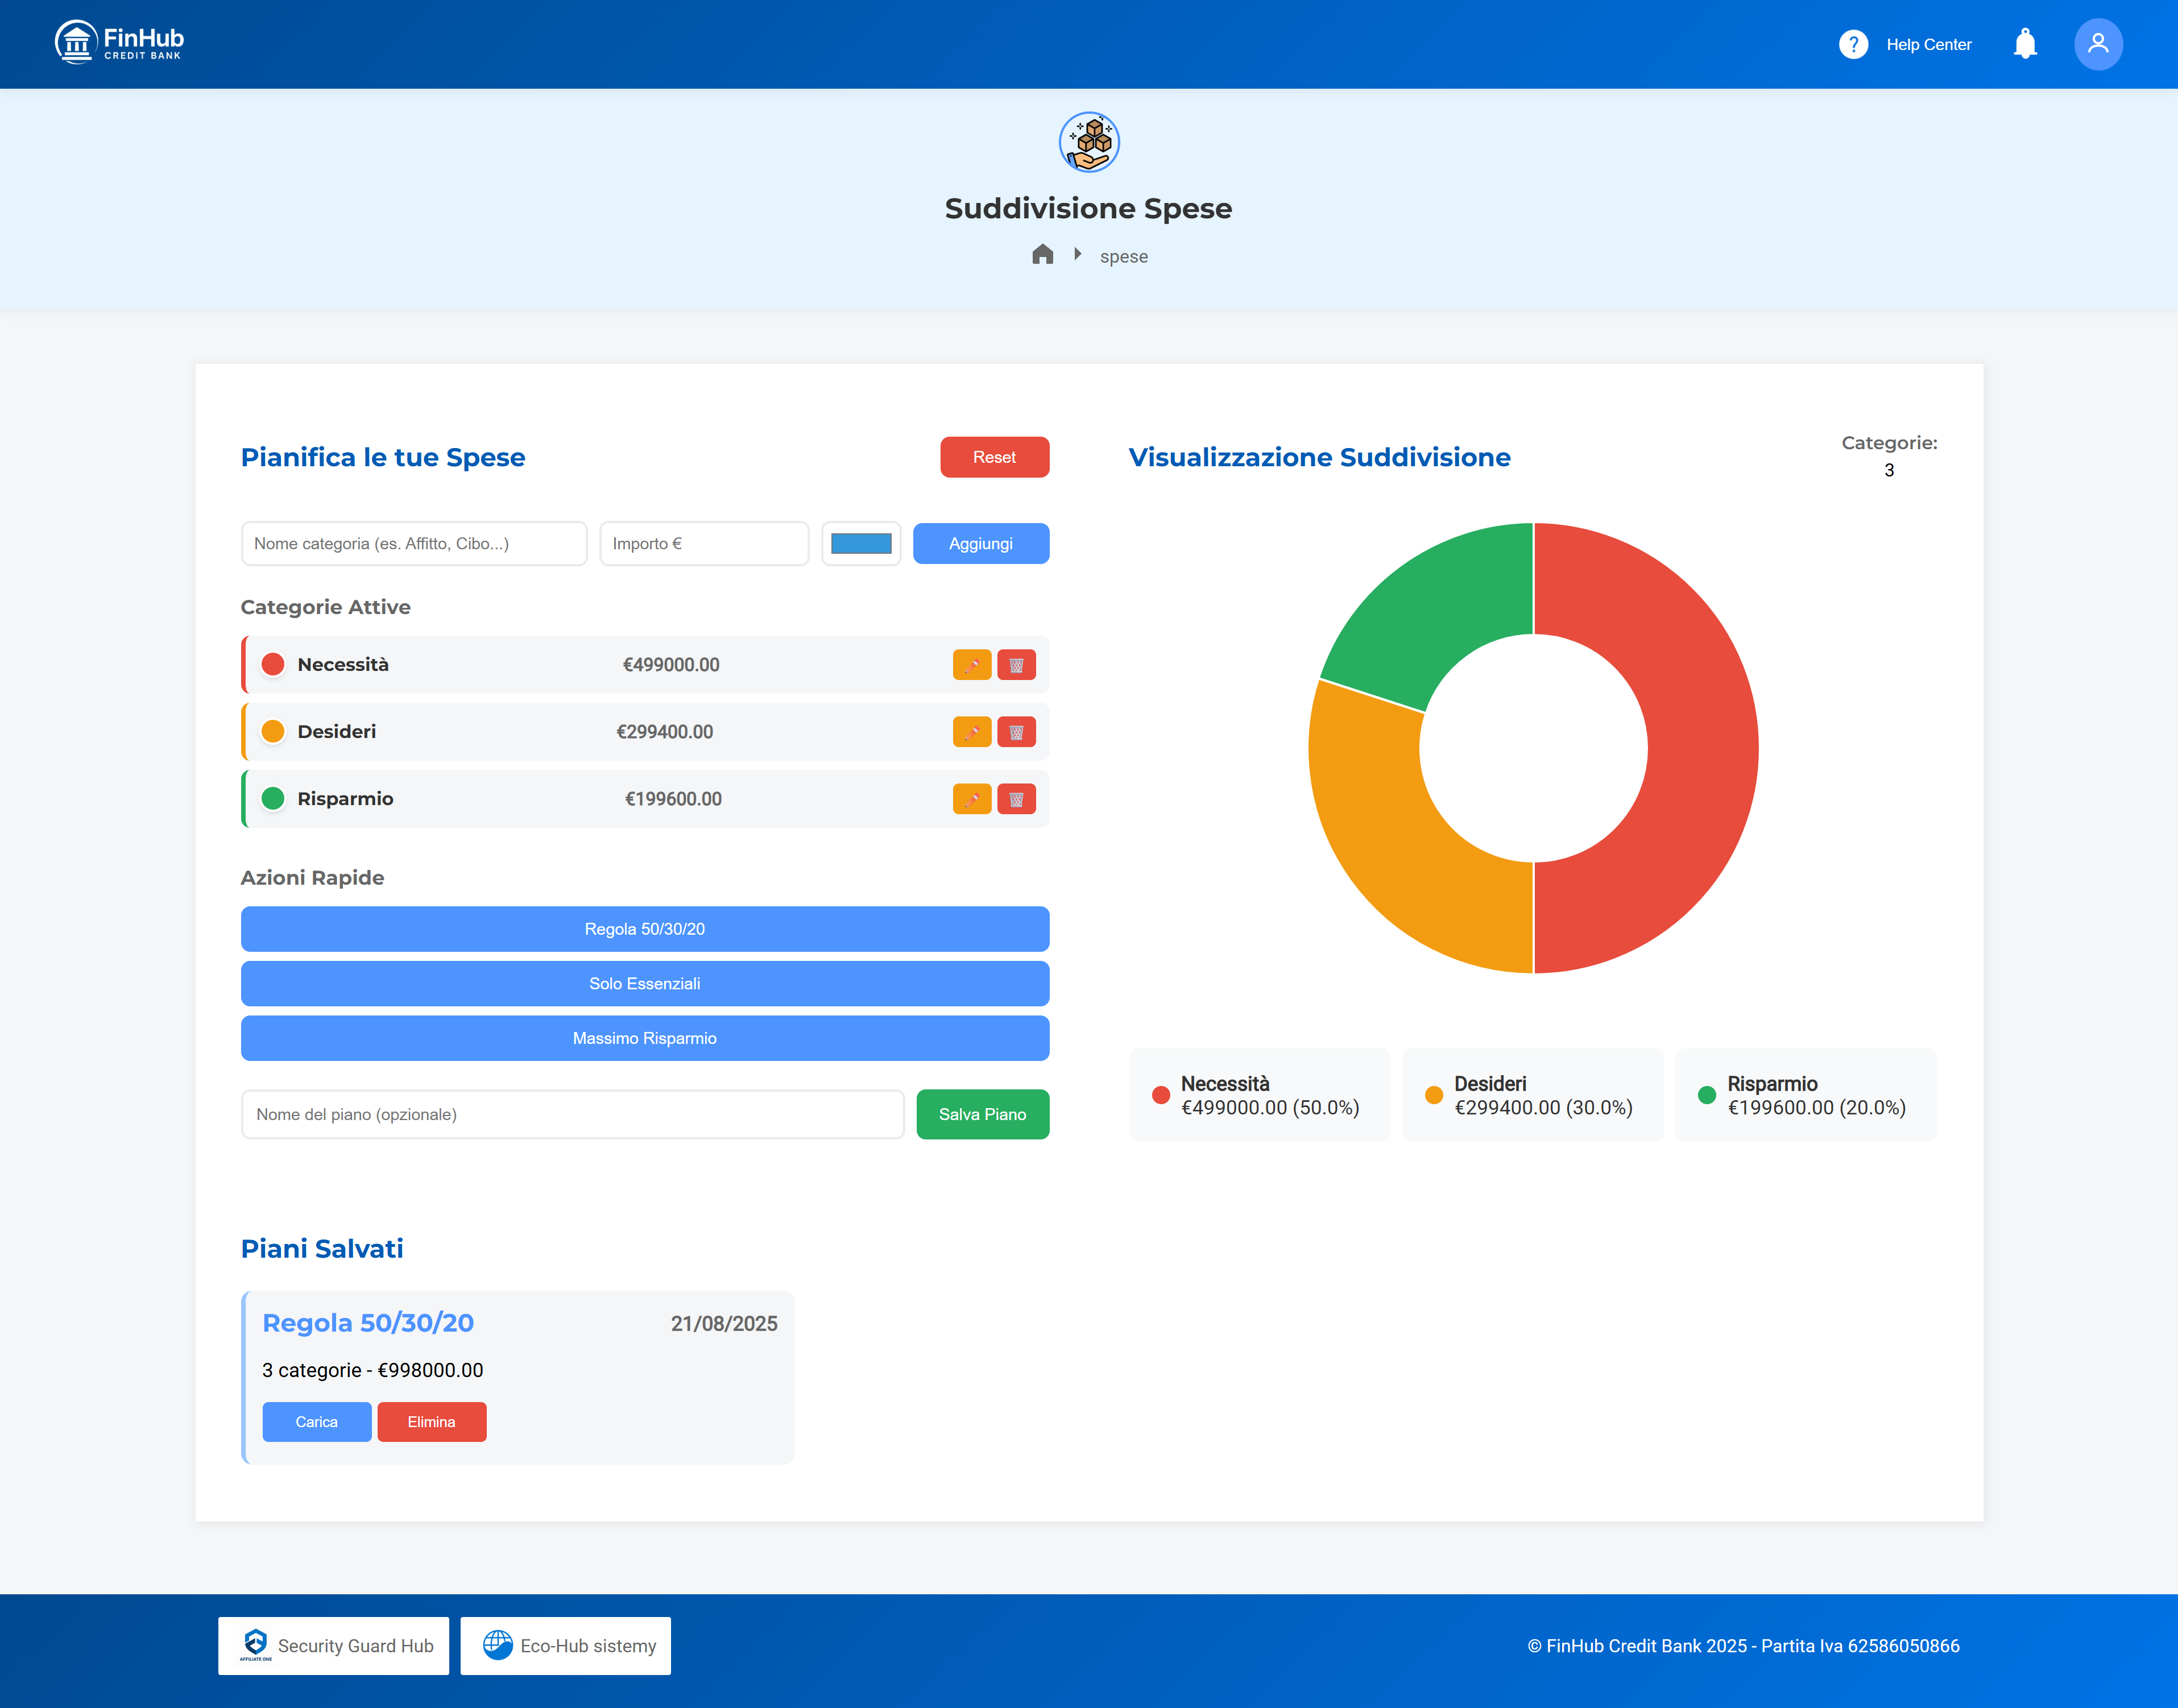 FinHub
CREDIT BANK
? Help Center
Suddivisione Spese
spese
Pianifica le tue Spese
Reset
Nome categoria (es. Affitto, Cibo...)
Importo €
Aggiungi
Categorie Attive
Necessità €499000.00
Desideri €299400.00
Risparmio €199600.00
Azioni Rapide
Regola 50/30/20
Solo Essenziali
Massimo Risparmio
Nome del piano (opzionale)
Salva Piano
Visualizzazione Suddivisione
Categorie:
3
Necessità
€499000.00 (50.0%)
Desideri
€299400.00 (30.0%)
Risparmio
€199600.00 (20.0%)
Piani Salvati
Regola 50/30/20 21/08/2025
3 categorie - €998000.00
Carica
Elimina
AFFILIATE ONE
Security Guard Hub
Eco-Hub sistemy
© FinHub Credit Bank 2025 - Partita Iva 62586050866